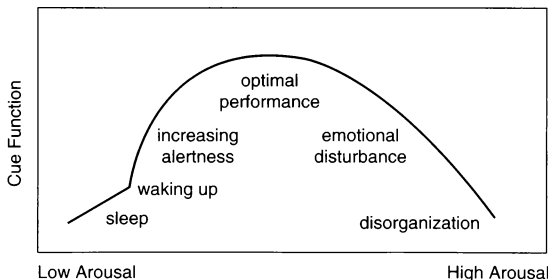 optimal
performance
increasing
alertness
emotional
disturbance
waking up
sleep
disorganization
Cue Function
Low Arousal
High Arousal